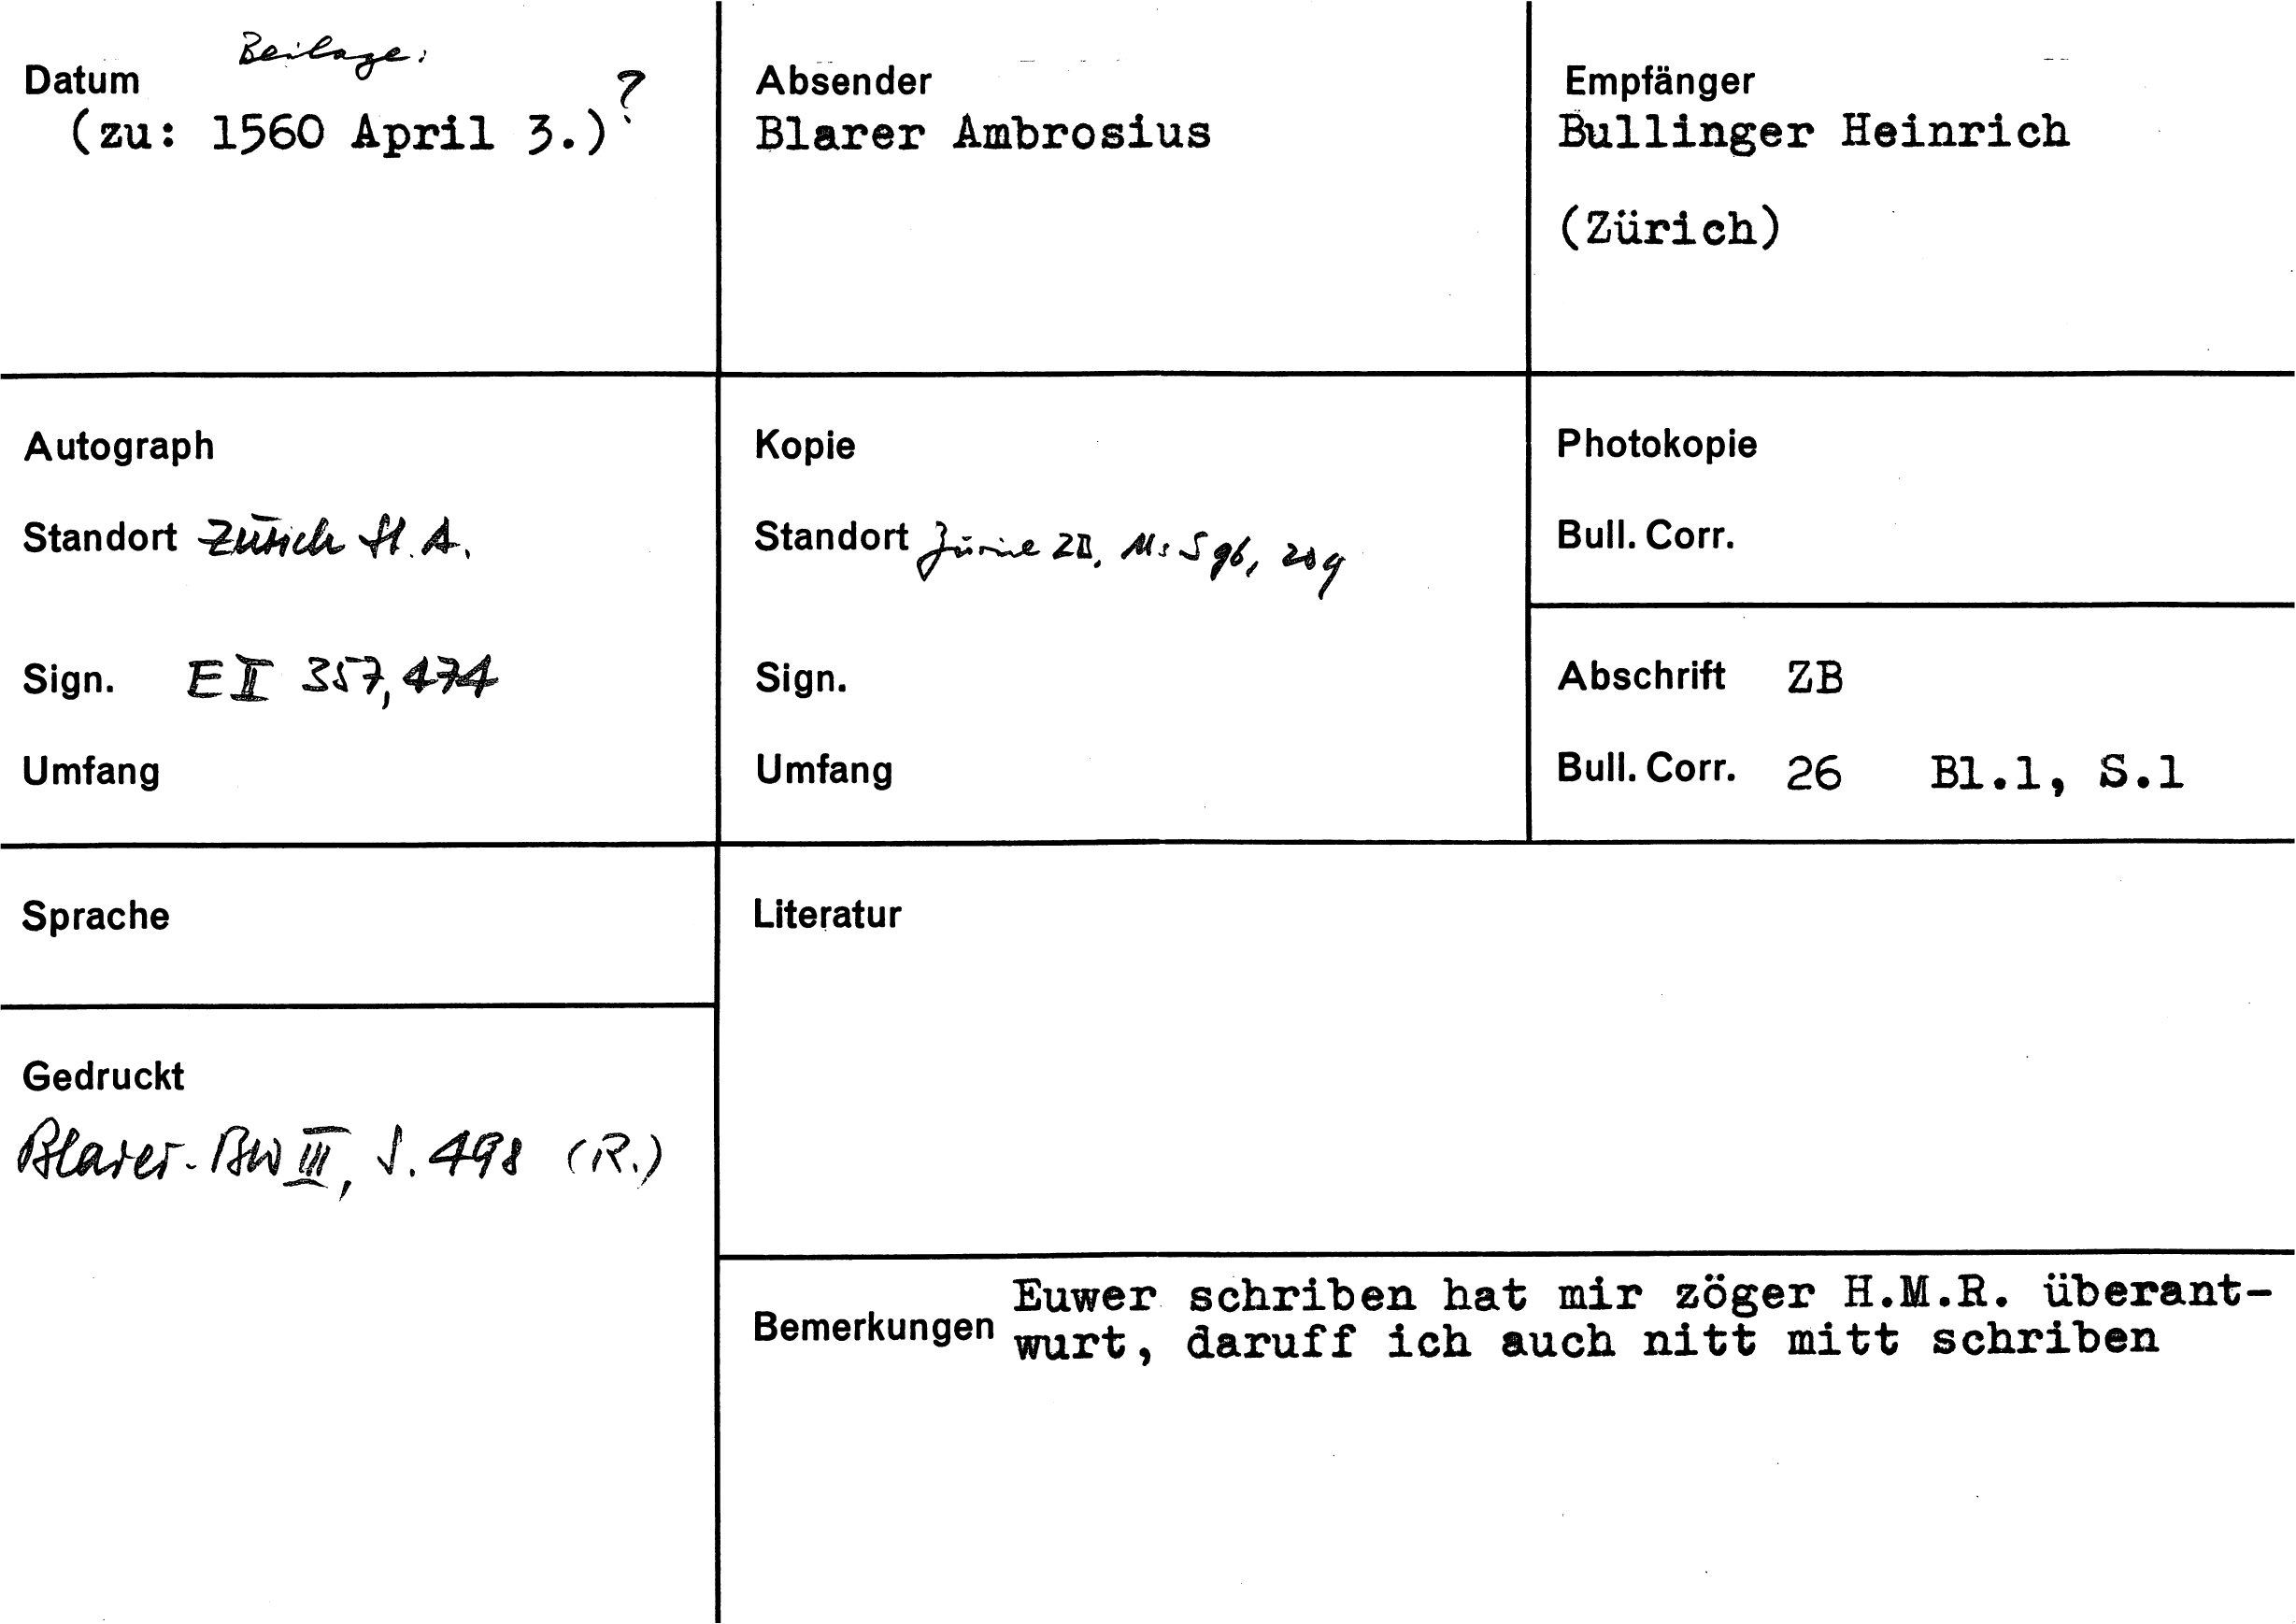 Beilage:
Datum
(zu: 1560 April 3.)?
Absender
Blarer Ambrosius
Empfänger
Bullinger Heinrich
(Zürich)
Autograph
Standort Zürich St. A.
Sign. E II 357, 474
Umfang
Kopie
Standort Zürich ZB, Ms S 96,
Sign.
Umfang
Photokopie
Bull. Corr.
Abschrift ZB
Bull. Corr. 26 Bl.1, S.1
Sprache
Gedruckt
Blarer-BW III, S. 498 (R.)
Literatur
Bemerkungen
Euwer schriben hat mir zöger H.M.R. überant-
wurt, daruff ich auch nitt mitt schriben